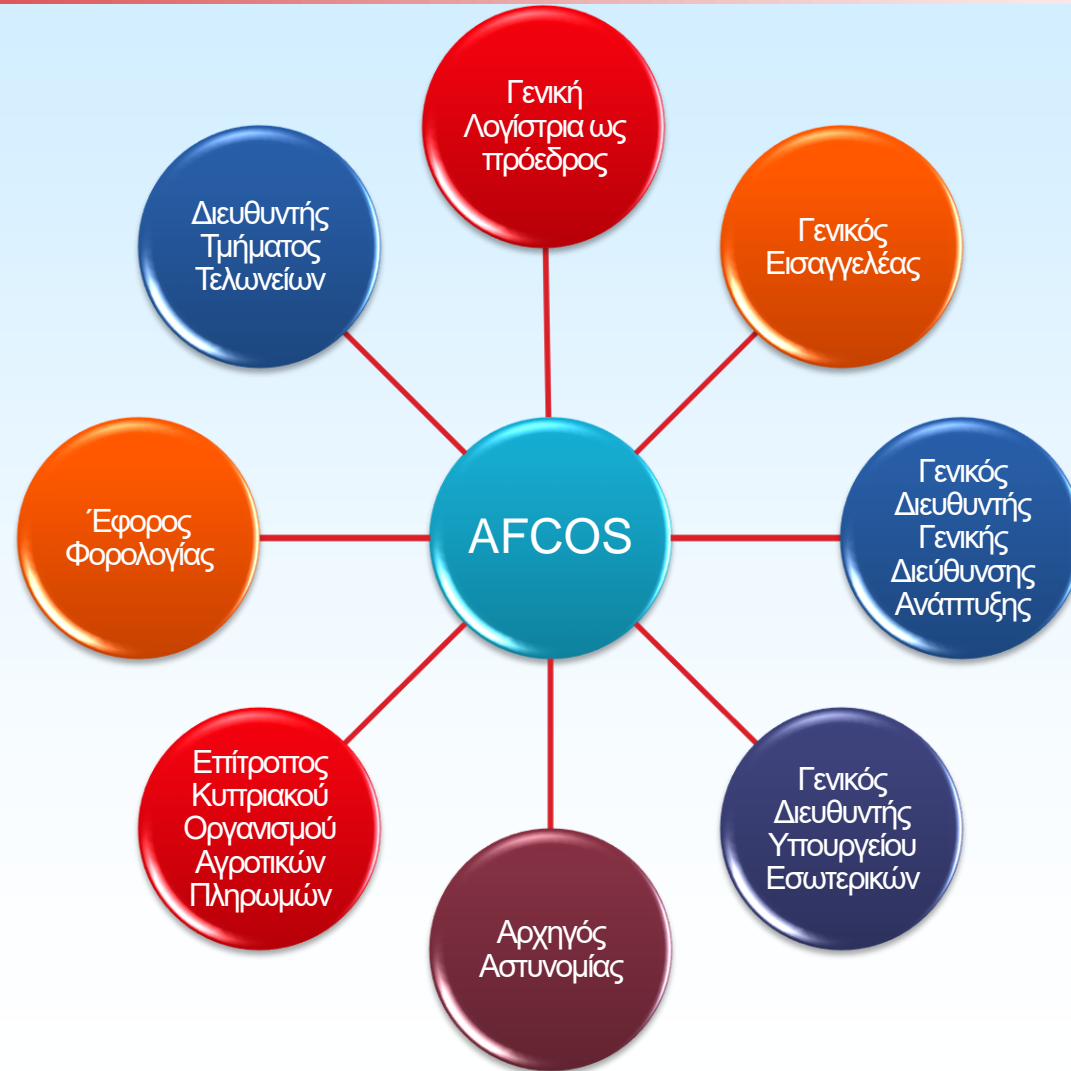 Γενική
Λογίστρια ως
πρόεδρος
Γενικός
Εισαγγελέας
Γενικός
Διευθυντής
Γενικής
Διεύθυνσης
Ανάπτυξης
Γενικός
Διευθυντής
Υπουργείου
Εσωτερικών
Αρχηγός
Αστυνομίας
Επίτροπος
Κυπριακού
Οργανισμού
Αγροτικών
Πληρωμών
Έφορος
Φορολογίας
Διευθυντής
Τμήματος
Τελωνείων
AFCOS